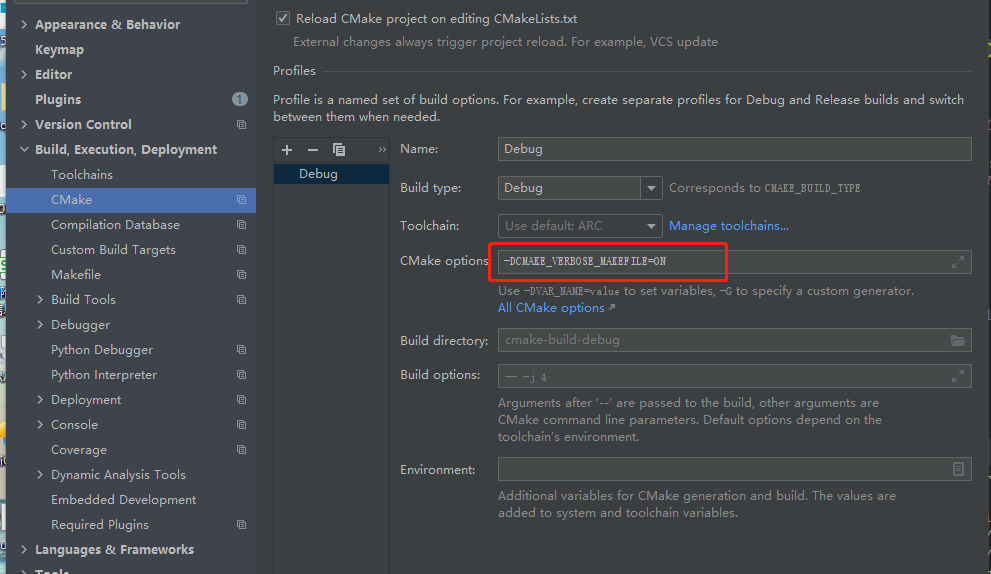 Appearance & Behavior
Keymap
Editor
Plugins 1
Version Control
Build, Execution, Deployment
Toolchains
CMake
Compilation Database
Custom Build Targets
Makefile
Build Tools
Debugger
Python Debugger
Python Interpreter
Deployment
Console
Coverage
Dynamic Analysis Tools
Embedded Development
Required Plugins
Languages & Frameworks
Tools
Reload CMake project on editing CMakeLists.txt
External changes always trigger project reload. For example, VCS update
Profiles
Profile is a named set of build options. For example, create separate profiles for Debug and Release builds and switch
between them when needed.
Debug
Name: Debug
Build type: Debug Corresponds to CMAKE_BUILD_TYPE
Toolchain: Use default: ARC Manage toolchains...
CMake options: -DCMAKE_VERBOSE_MAKEFILE=ON
Use -DVAR_NAME=value to set variables, -G to specify a custom generator.
All CMake options ↗
Build directory: cmake-build-debug
Build options: -- -j 4
Arguments after '--' are passed to the build, other arguments are
CMake command line parameters. Default options depend on the
toolchain's environment.
Environment:
Additional variables for CMake generation and build. The values are
added to system and toolchain variables.